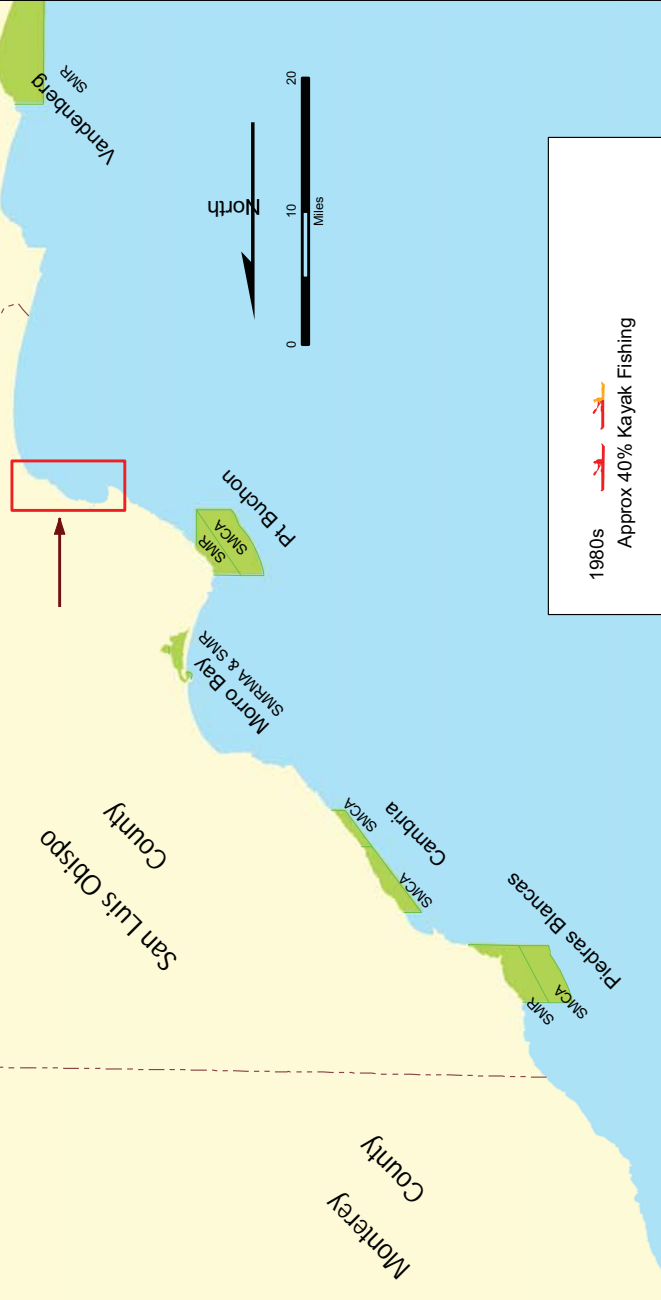 Vandenberg
SMR
North
20
10
0
Miles
Pt Buchon
SMR
SMCA
Morro Bay
SMRMA & SMR
San Luis Obispo
County
Cambria
SMCA
SMCA
Piedras Blancas
SMR
SMCA
Monterey
County
1980s
Approx 40% Kayak Fishing